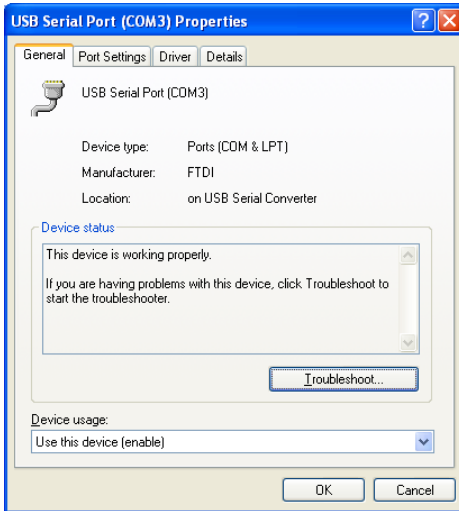 USB Serial Port (COM3) Properties
General Port Settings Driver Details
USB Serial Port (COM3)
Device type: Ports (COM & LPT)
Manufacturer: FTDI
Location: on USB Serial Converter
Device status
This device is working properly.
If you are having problems with this device, click Troubleshoot to
start the troubleshooter.
Troubleshoot...
Device usage:
Use this device (enable)
OK Cancel